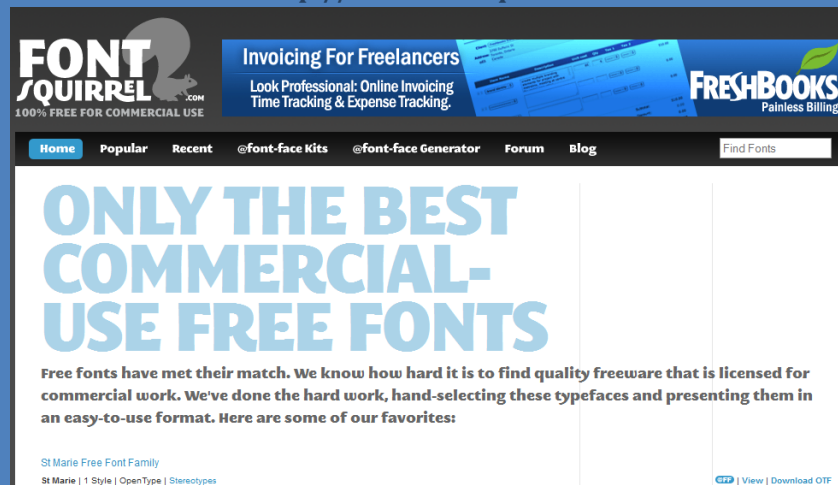 FONT
SQUIRREL.COM
100% FREE FOR COMMERCIAL USE
Invoicing For Freelancers
Look Professional: Online Invoicing
Time Tracking & Expense Tracking.
FRESHBOOKS
Painless Billing
Home Popular Recent @font-face Kits @font-face Generator Forum Blog Find Fonts
ONLY THE BEST
COMMERCIAL-
USE FREE FONTS
Free fonts have met their match. We know how hard it is to find quality freeware that is licensed for
commercial work. We've done the hard work, hand-selecting these typefaces and presenting them in
an easy-to-use format. Here are some of our favorites:
St Marie Free Font Family
St Marie | 1 Style | OpenType | Stereotypes
OFF | View | Download OTF